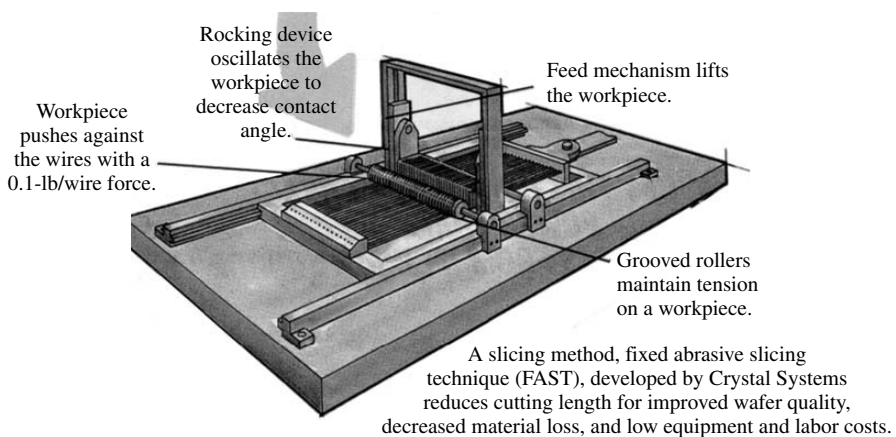 Rocking device
oscillates the
workpiece to
decrease contact
angle.
Feed mechanism lifts
the workpiece.
Workpiece
pushes against
the wires with a
0.1-lb/wire force.
Grooved rollers
maintain tension
on a workpiece.
A slicing method, fixed abrasive slicing
technique (FAST), developed by Crystal Systems
reduces cutting length for improved wafer quality,
decreased material loss, and low equipment and labor costs.